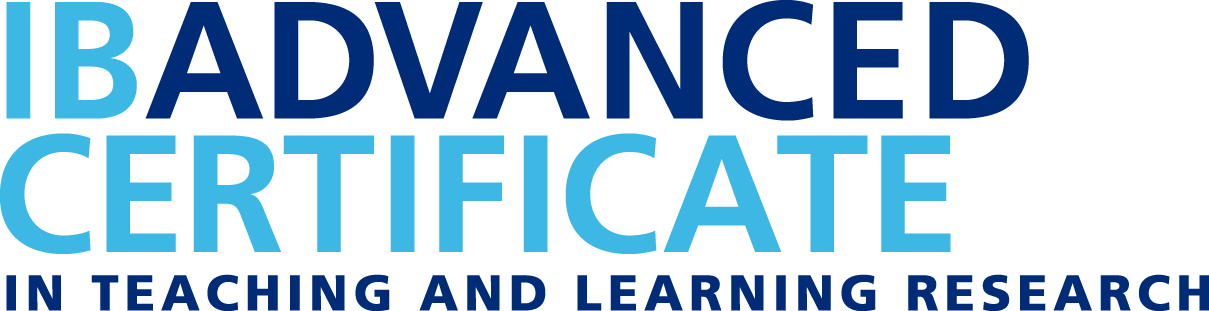 IBADVANCED
CERTIFICATE
IN TEACHING AND LEARNING RESEARCH